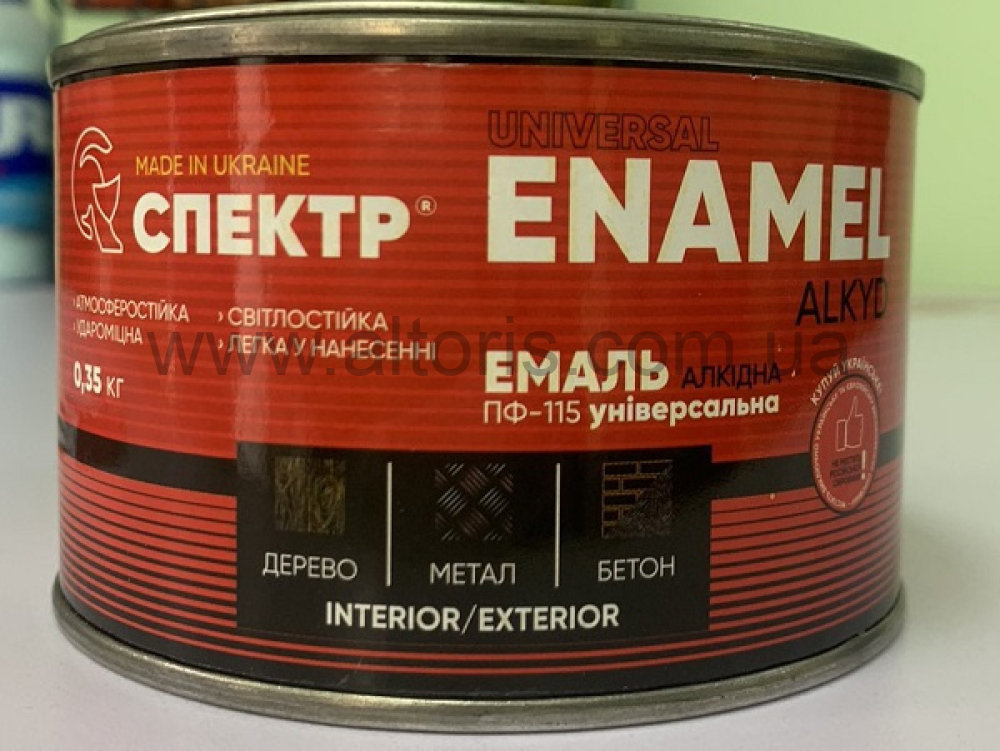 UNIVERSAL
ENAMEL
ALKYD
MADE IN UKRAINE
СПЕКТР®
› АТМОСФЕРОСТІЙКА
› УДАРОМІЦНА
› СВІТЛОСТІЙКА
› ЛЕГКА У НАНЕСЕННІ
0,35 КГ
ЕМАЛЬ АЛКІДНА
ПФ-115 універсальна
КУПУЙ УКРАЇНСЬКЕ
ДЕРЕВО
МЕТАЛ
БЕТОН
INTERIOR/EXTERIOR
www.altoris.com.ua